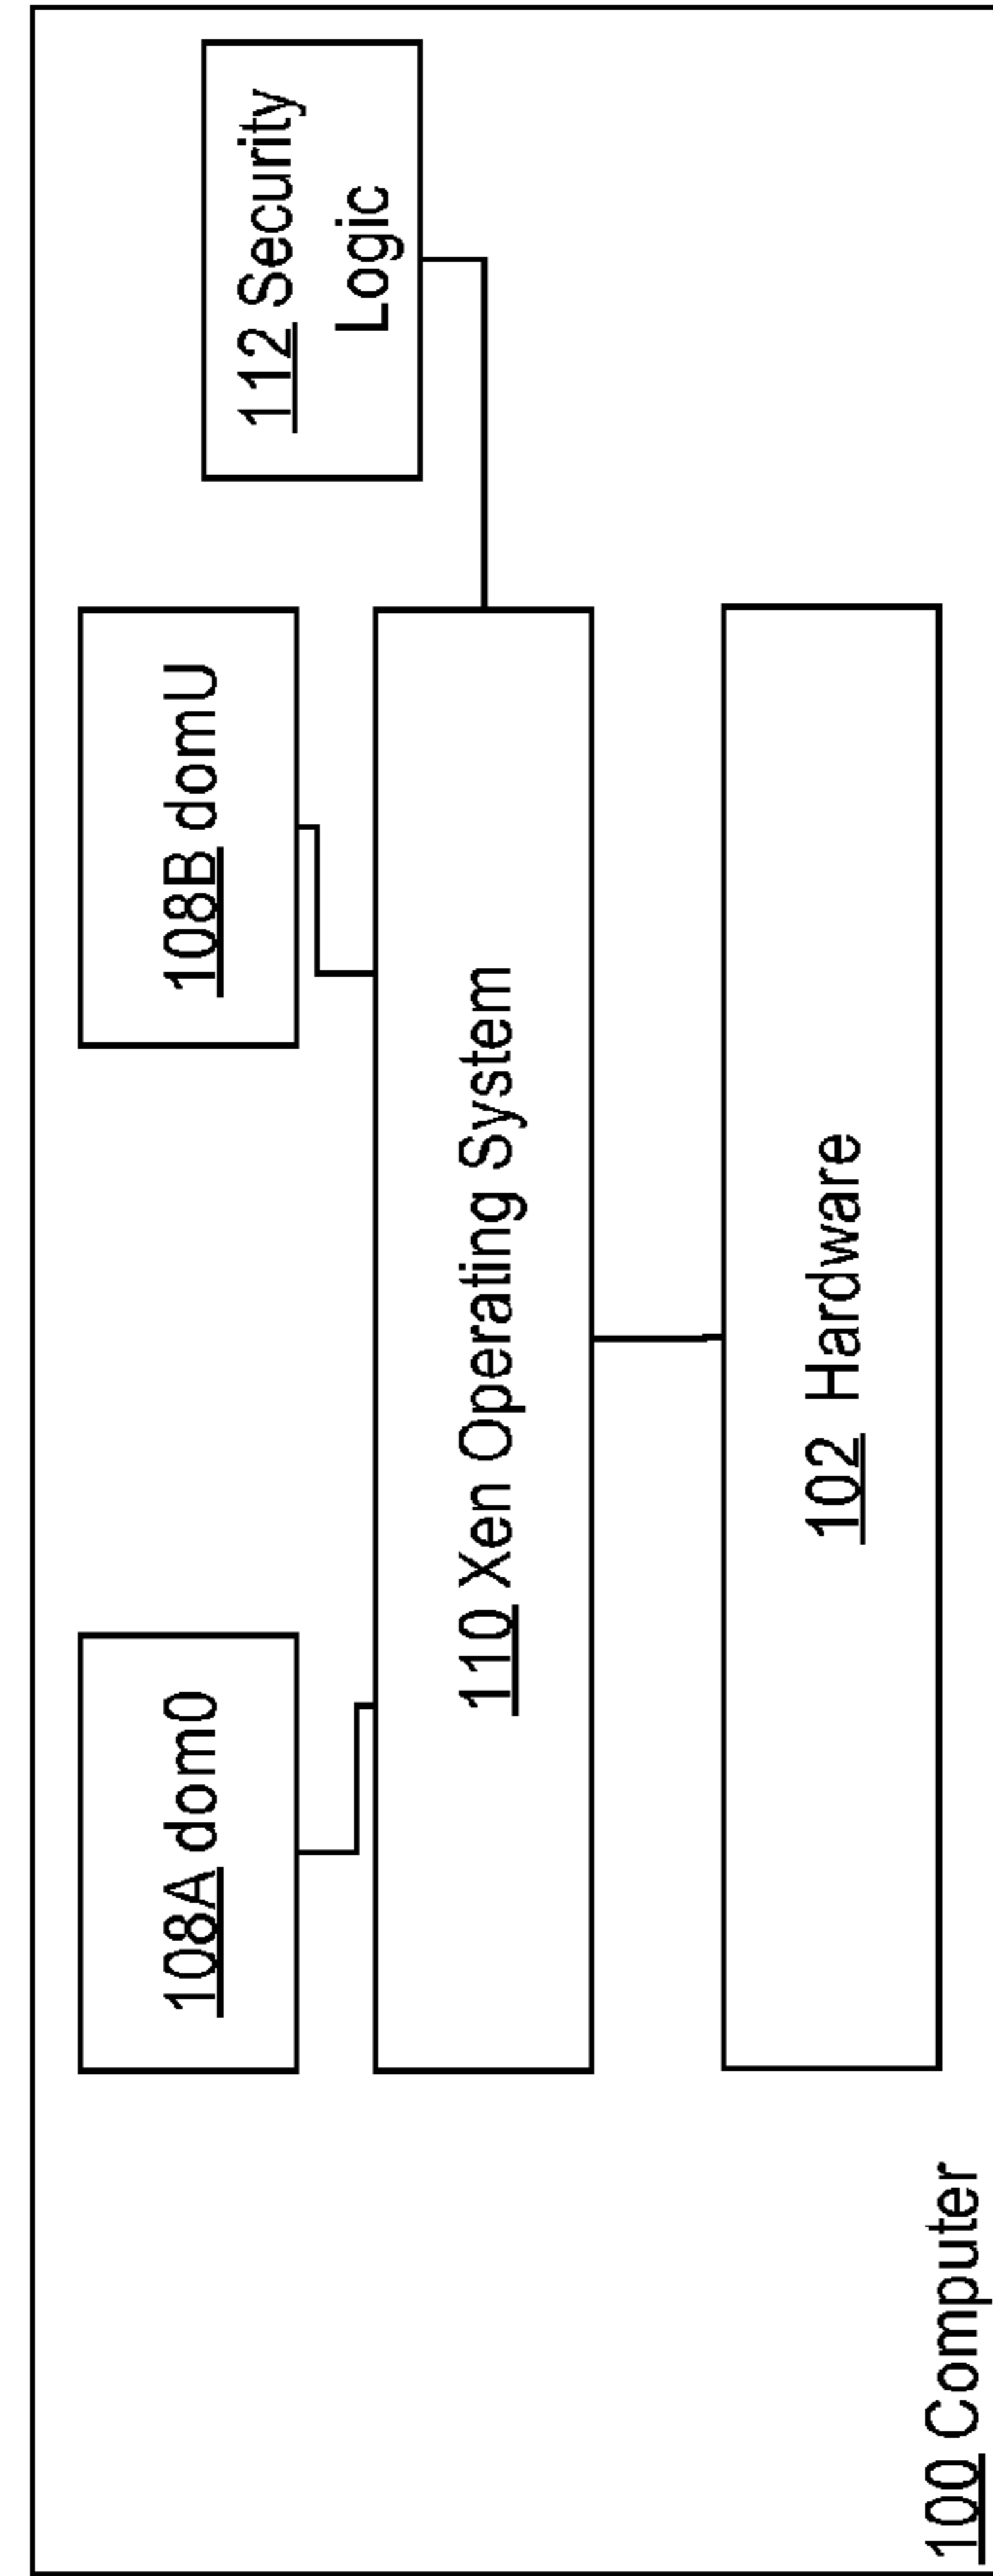 108A dom0
108B domU
112 Security
Logic
110 Xen Operating System
102 Hardware
100 Computer